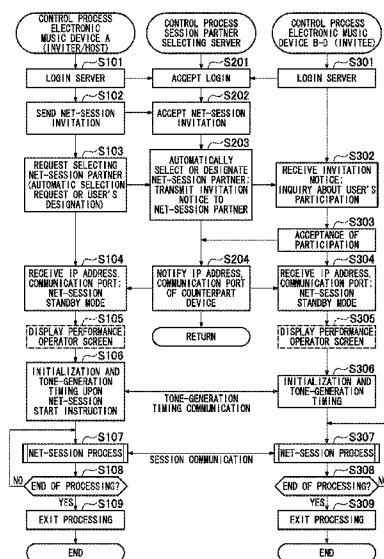 CONTROL PROCESS
ELECTRONIC
MUSIC DEVICE A
(INVITER/HOST)
S101
LOGIN SERVER
S102
SEND NET-SESSION
INVITATION
S103
REQUEST SELECTING
NET-SESSION PARTNER
(AUTOMATIC SELECTION
REQUEST OR USER'S
DESIGNATION)
S104
RECEIVE IP ADDRESS,
COMMUNICATION PORT;
NET-SESSION
STANDBY MODE
S105
DISPLAY PERFORMANCE
OPERATOR SCREEN
S106
INITIALIZATION AND
TONE-GENERATION
TIMING UPON
NET-SESSION
START INSTRUCTION
S107
NET-SESSION PROCESS
S108
NO
END OF PROCESSING?
YES
S109
EXIT PROCESSING
END
CONTROL PROCESS
SESSION PARTNER
SELECTING SERVER
S201
ACCEPT LOGIN
S202
ACCEPT NET-SESSION
INVITATION
S203
AUTOMATICALLY
SELECT OR DESIGNATE
NET-SESSION PARTNER;
TRANSMIT INVITATION
NOTICE TO
NET-SESSION PARTNER
S204
NOTIFY IP ADDRESS,
COMMUNICATION PORT
OF COUNTERPART
DEVICE
RETURN
TONE-GENERATION
TIMING COMMUNICATION
SESSION COMMUNICATION
CONTROL PROCESS
ELECTRONIC MUSIC
DEVICE B-D (INVITEE)
S301
LOGIN SERVER
S302
RECEIVE INVITATION
NOTICE;
INQUIRY ABOUT USER'S
PARTICIPATION
S303
ACCEPTANCE OF
PARTICIPATION
S304
RECEIVE IP ADDRESS,
COMMUNICATION PORT;
NET-SESSION
STANDBY MODE
S305
DISPLAY PERFORMANCE
OPERATOR SCREEN
S306
INITIALIZATION AND
TONE-GENERATION
TIMING
S307
NET-SESSION PROCESS
S308
END OF PROCESSING?
NO
YES
S309
EXIT PROCESSING
END